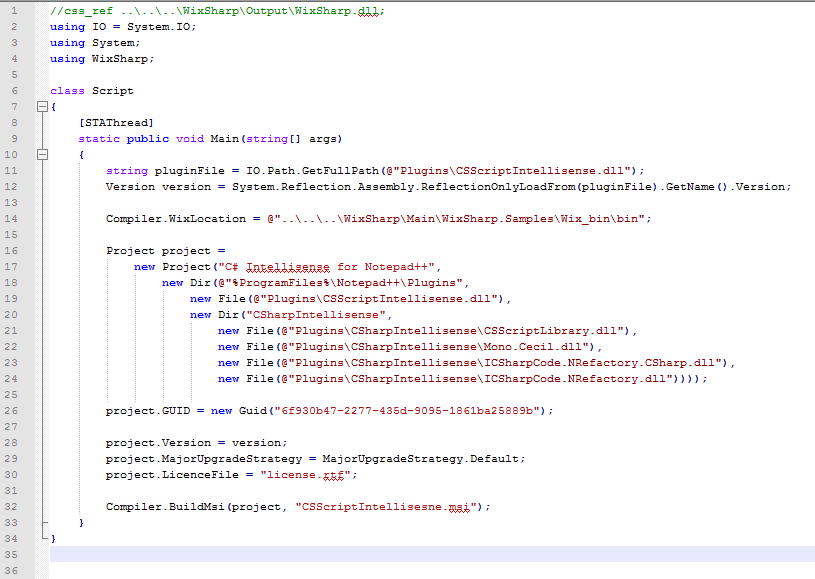 1 //css_ref ..\..\..\WixSharp\Output\WixSharp.dll;
2 using IO = System.IO;
3 using System;
4 using WixSharp;
5
6 class Script
7 {
8     [STAThread]
9     static public void Main(string[] args)
10     {
11         string pluginFile = IO.Path.GetFullPath(@"Plugins\CSScriptIntellisense.dll");
12         Version version = System.Reflection.Assembly.ReflectionOnlyLoadFrom(pluginFile).GetName().Version;
13
14         Compiler.WixLocation = @"..\..\..\WixSharp\Main\WixSharp.Samples\Wix_bin\bin";
15
16         Project project =
17             new Project("C# Intellisense for Notepad++",
18                 new Dir(@"%ProgramFiles%\Notepad++\Plugins",
19                     new File(@"Plugins\CSScriptIntellisense.dll"),
20                     new Dir("CSharpIntellisense",
21                         new File(@"Plugins\CSharpIntellisense\CSScriptLibrary.dll"),
22                         new File(@"Plugins\CSharpIntellisense\Mono.Cecil.dll"),
23                         new File(@"Plugins\CSharpIntellisense\ICSharpCode.NRefactory.CSharp.dll"),
24                         new File(@"Plugins\CSharpIntellisense\ICSharpCode.NRefactory.dll"))));
25
26         project.GUID = new Guid("6f930b47-2277-435d-9095-1861ba25889b");
27
28         project.Version = version;
29         project.MajorUpgradeStrategy = MajorUpgradeStrategy.Default;
30         project.LicenceFile = "license.rtf";
31
32         Compiler.BuildMsi(project, "CSScriptIntellisesne.msi");
33     }
34 }
35
36